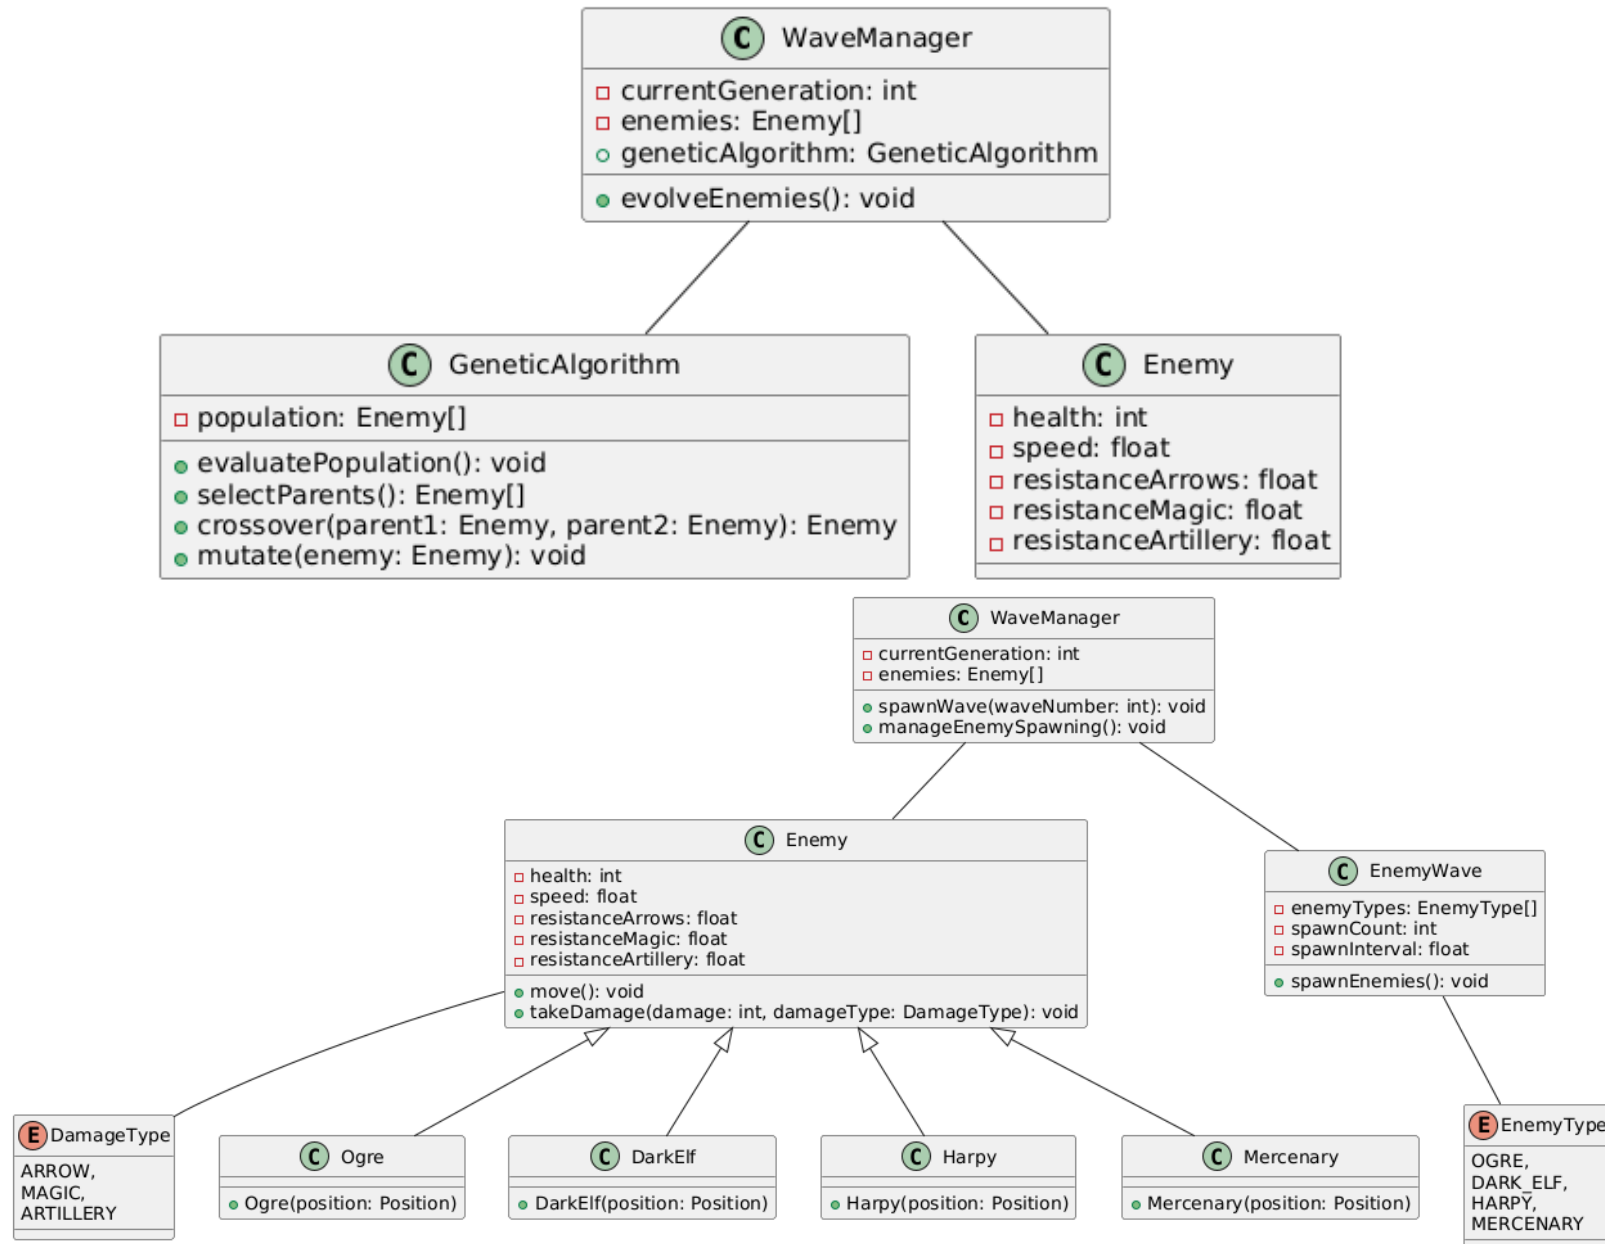 C WaveManager
currentGeneration: int
enemies: Enemy[]
geneticAlgorithm: GeneticAlgorithm
evolveEnemies(): void
C GeneticAlgorithm
population: Enemy[]
evaluatePopulation(): void
selectParents(): Enemy[]
crossover(parent1: Enemy, parent2: Enemy): Enemy
mutate(enemy: Enemy): void
C Enemy
health: int
speed: float
resistanceArrows: float
resistanceMagic: float
resistanceArtillery: float
C WaveManager
currentGeneration: int
enemies: Enemy[]
spawnWave(waveNumber: int): void
manageEnemySpawning(): void
C Enemy
health: int
speed: float
resistanceArrows: float
resistanceMagic: float
resistanceArtillery: float
move(): void
takeDamage(damage: int, damageType: DamageType): void
C EnemyWave
enemyTypes: EnemyType[]
spawnCount: int
spawnInterval: float
spawnEnemies(): void
E DamageType
ARROW,
MAGIC,
ARTILLERY
C Ogre
Ogre(position: Position)
C DarkElf
DarkElf(position: Position)
C Harpy
Harpy(position: Position)
C Mercenary
Mercenary(position: Position)
E EnemyType
OGRE,
DARK_ELF,
HARPY,
MERCENARY